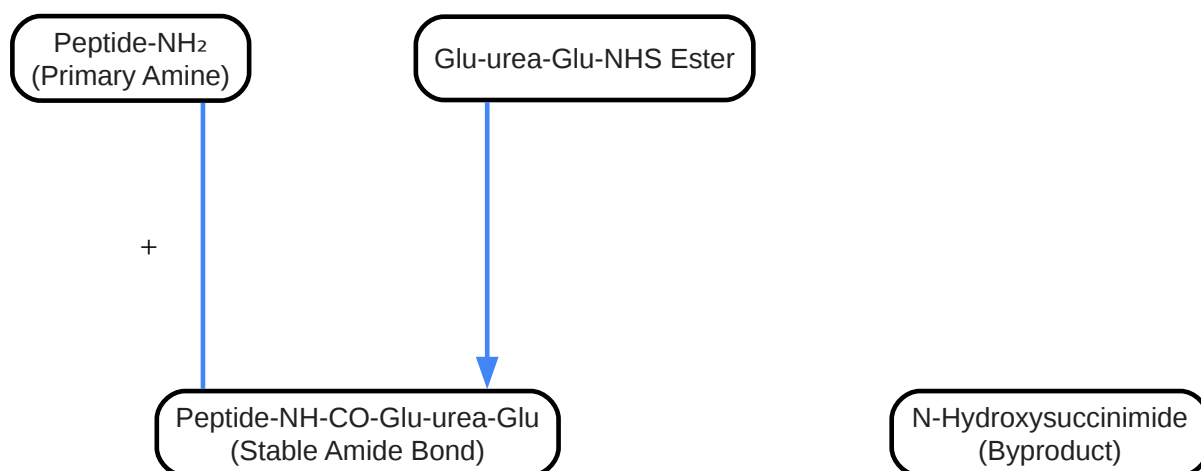 Peptide-NH₂
(Primary Amine)
Glu-urea-Glu-NHS Ester
+
Peptide-NH-CO-Glu-urea-Glu
(Stable Amide Bond)
N-Hydroxysuccinimide
(Byproduct)